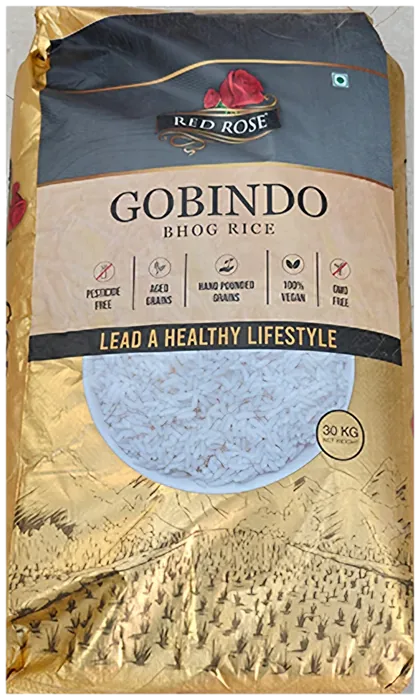 RED ROSE®
GOBINDO
BHOG RICE
PESTICIDE
FREE
AGED
GRAINS
HAND POUNDED
GRAINS
100%
VEGAN
GMO
FREE
LEAD A HEALTHY LIFESTYLE
30 KG
NET WEIGHT